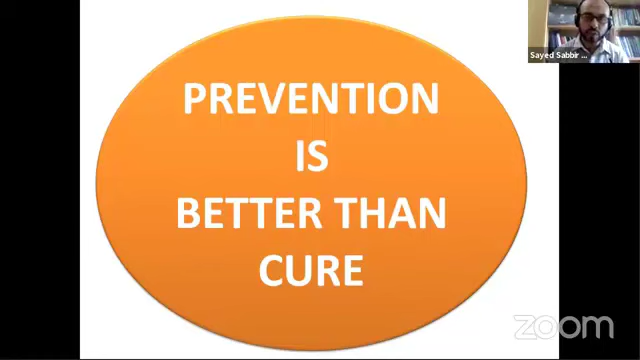 PREVENTION
IS
BETTER THAN
CURE
Sayed Sabbir ...
zoom